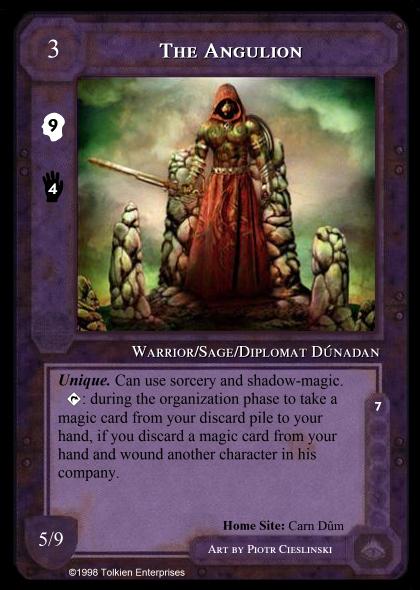 3
The Angulion
9
4
Warrior/Sage/Diplomat Dúnadan
Unique. Can use sorcery and shadow-magic.
: during the organization phase to take a
magic card from your discard pile to your
hand, if you discard a magic card from your
hand and wound another character in his
company.
7
Home Site: Carn Dûm
5/9
Art by Piotr Cieslinski
©1998 Tolkien Enterprises